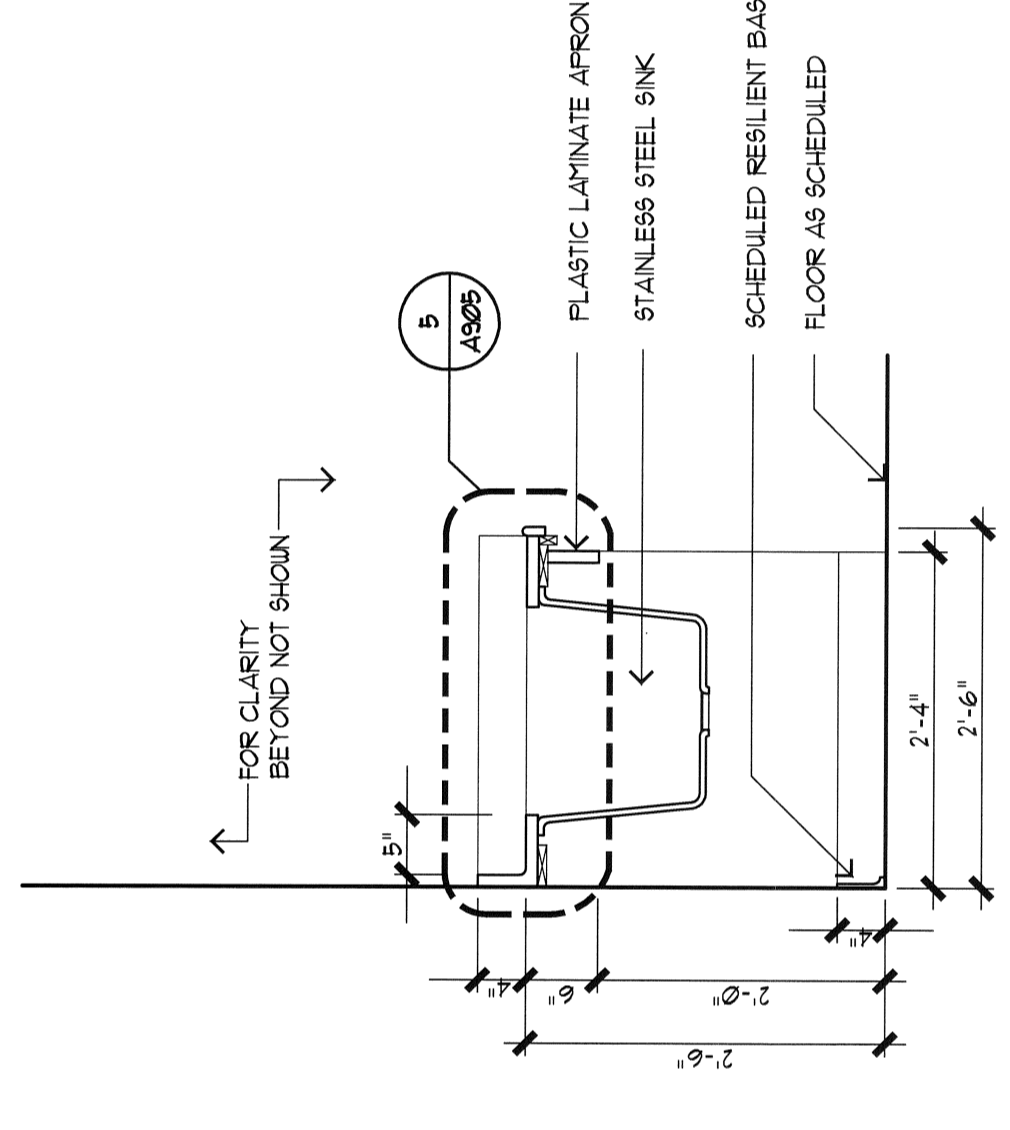 FOR CLARITY
BEYOND NOT SHOWN
5
A905
PLASTIC LAMINATE APRON
STAINLESS STEEL SINK
SCHEDULED RESILIENT BAS
FLOOR AS SCHEDULED
5"
4"
6"
2'-0"
2'-6"
4"
2'-4"
2'-6"